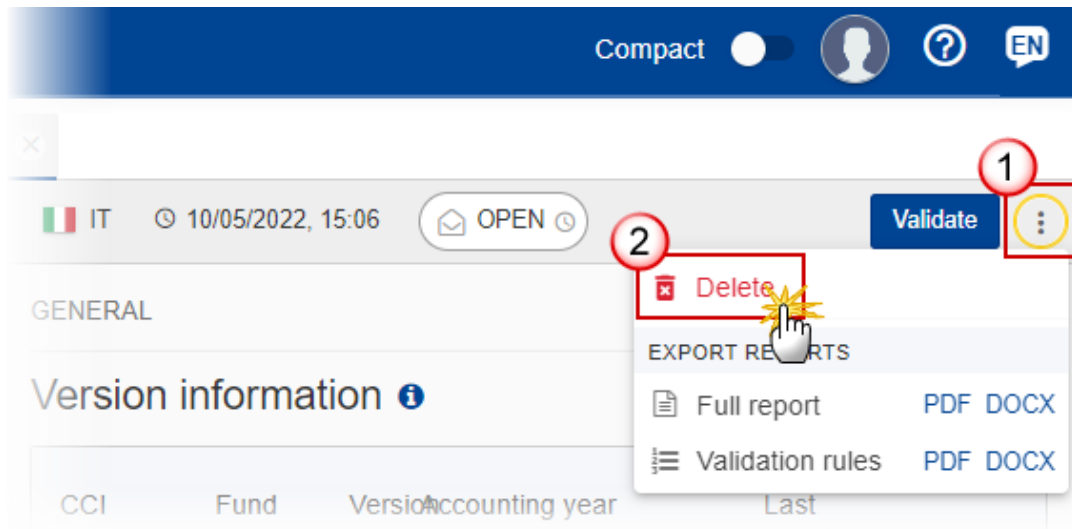 Compact EN
1
IT 10/05/2022, 15:06 OPEN Validate
2
Delete
GENERAL
EXPORT REPORTS
Version information
Full report PDF DOCX
Validation rules PDF DOCX
CCI Fund Version Accounting year Last